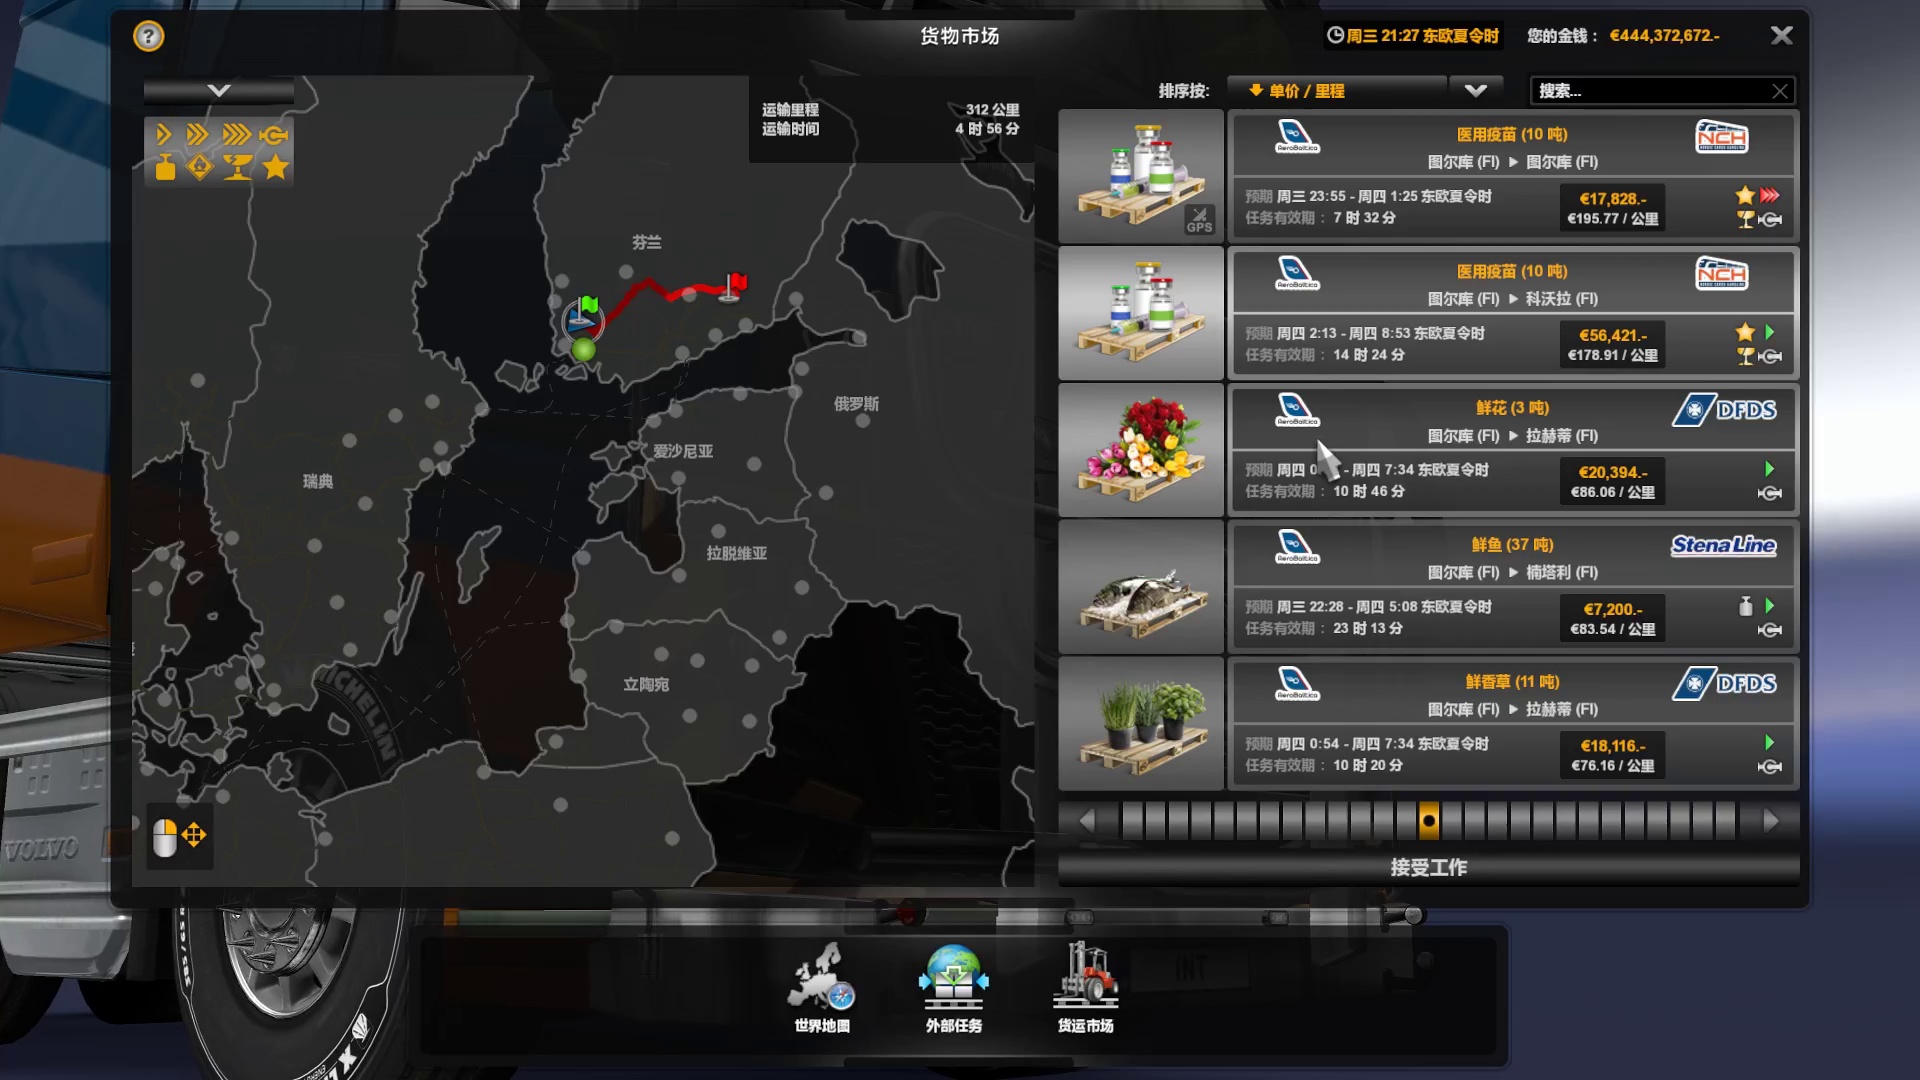 货物市场
周三 21:27 东欧夏令时
您的金钱： €444,372,672.-
运输里程 312 公里
运输时间 4 时 56 分
排序按:
单价 / 里程
搜索...
芬兰
俄罗斯
爱沙尼亚
瑞典
拉脱维亚
立陶宛
AeroBaltica
医用疫苗 (10 吨)
NCH
图尔库 (FI) ▶ 图尔库 (FI)
预期 周三 23:55 - 周四 1:25 东欧夏令时
任务有效期： 7 时 32 分
€17,828.-
€195.77 / 公里
GPS
AeroBaltica
医用疫苗 (10 吨)
NCH
图尔库 (FI) ▶ 科沃拉 (FI)
预期 周四 2:13 - 周四 8:53 东欧夏令时
任务有效期： 14 时 24 分
€56,421.-
€178.91 / 公里
AeroBaltica
鲜花 (3 吨)
DFDS
图尔库 (FI) ▶ 拉赫蒂 (FI)
预期 周四 0 - 周四 7:34 东欧夏令时
任务有效期： 10 时 46 分
€20,394.-
€86.06 / 公里
AeroBaltica
鲜鱼 (37 吨)
StenaLine
图尔库 (FI) ▶ 楠塔利 (FI)
预期 周三 22:28 - 周四 5:08 东欧夏令时
任务有效期： 23 时 13 分
€7,200.-
€83.54 / 公里
AeroBaltica
鲜香草 (11 吨)
DFDS
图尔库 (FI) ▶ 拉赫蒂 (FI)
预期 周四 0:54 - 周四 7:34 东欧夏令时
任务有效期： 10 时 20 分
€18,116.-
€76.16 / 公里
接受工作
MICHELIN
VOLVO
世界地图
外部任务
货运市场